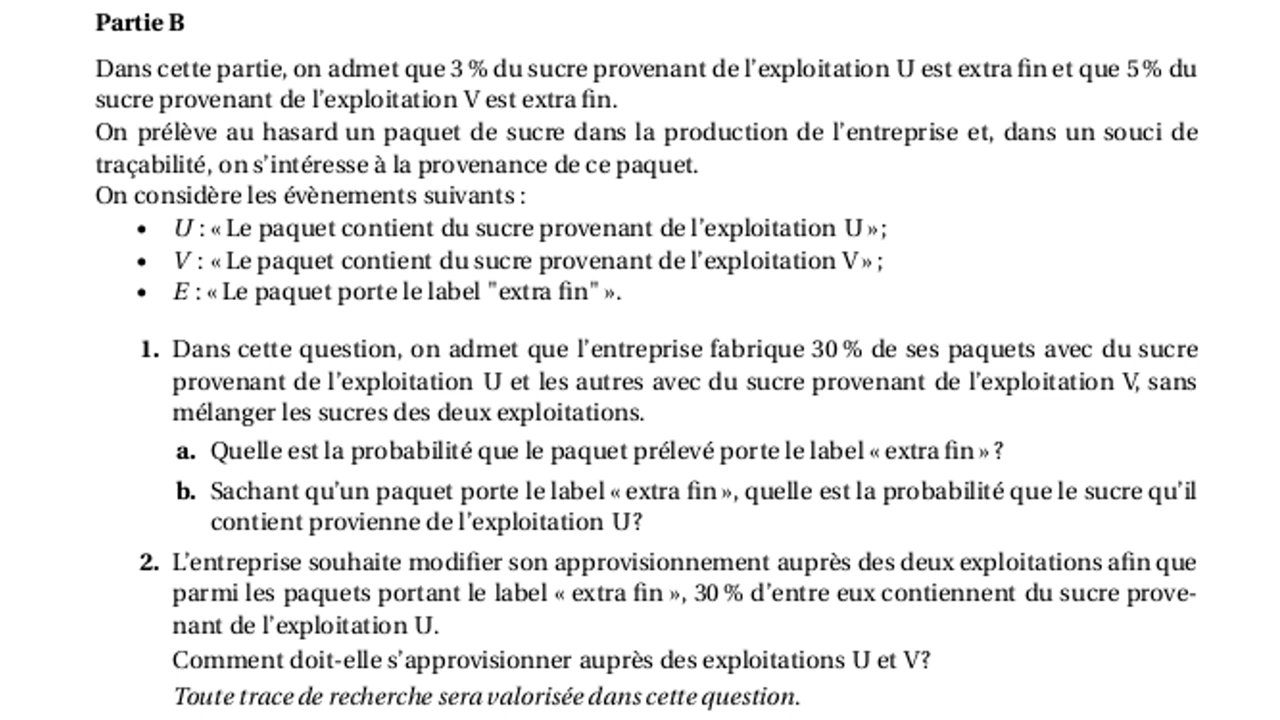 Partie B
Dans cette partie, on admet que 3 % du sucre provenant de l'exploitation U est extra fin et que 5 % du
sucre provenant de l'exploitation V est extra fin.
On prélève au hasard un paquet de sucre dans la production de l'entreprise et, dans un souci de
traçabilité, on s'intéresse à la provenance de ce paquet.
On considère les évènements suivants :
• U : « Le paquet contient du sucre provenant de l'exploitation U » ;
• V : « Le paquet contient du sucre provenant de l'exploitation V » ;
• E : « Le paquet porte le label "extra fin" ».
1. Dans cette question, on admet que l'entreprise fabrique 30 % de ses paquets avec du sucre
provenant de l'exploitation U et les autres avec du sucre provenant de l'exploitation V, sans
mélanger les sucres des deux exploitations.
a. Quelle est la probabilité que le paquet prélevé porte le label « extra fin » ?
b. Sachant qu'un paquet porte le label « extra fin », quelle est la probabilité que le sucre qu'il
contient provienne de l'exploitation U?
2. L'entreprise souhaite modifier son approvisionnement auprès des deux exploitations afin que
parmi les paquets portant le label « extra fin », 30 % d'entre eux contiennent du sucre prove-
nant de l'exploitation U.
Comment doit-elle s'approvisionner auprès des exploitations U et V?
Toute trace de recherche sera valorisée dans cette question.